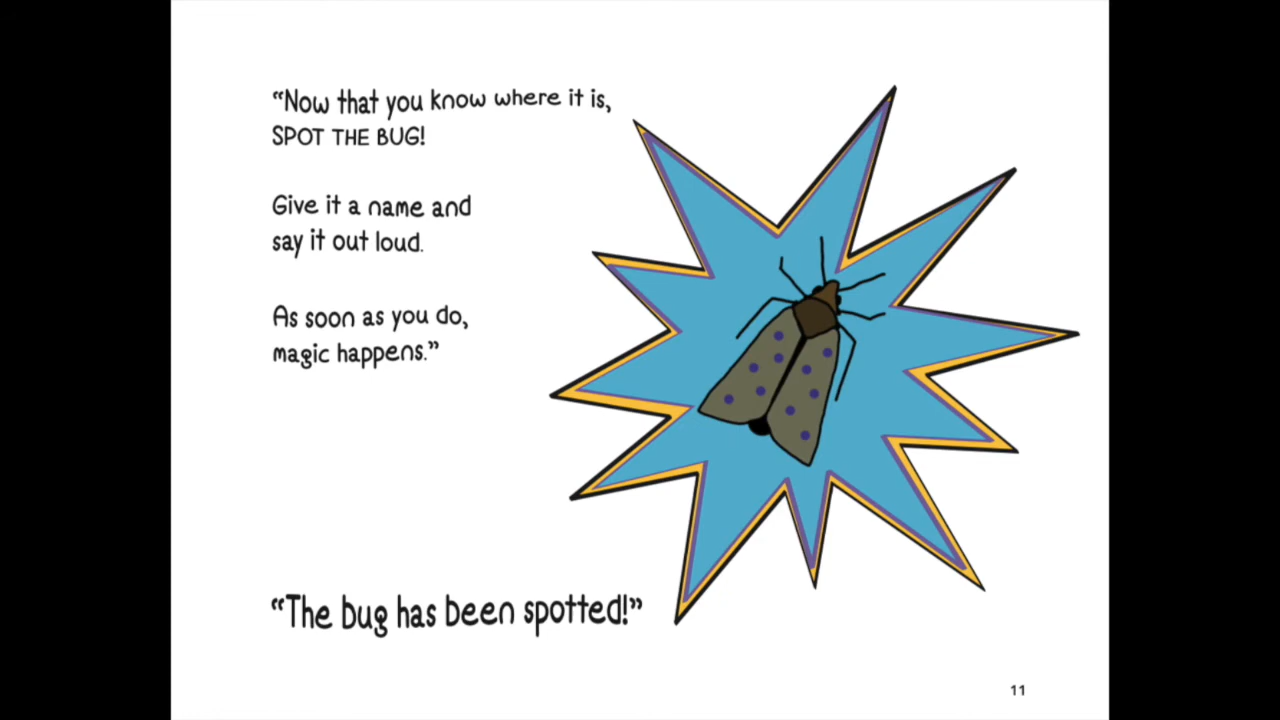 “Now that you know where it is,
SPOT THE BUG!
Give it a name and
say it out loud.
As soon as you do,
magic happens.”
“The bug has been spotted!”
11